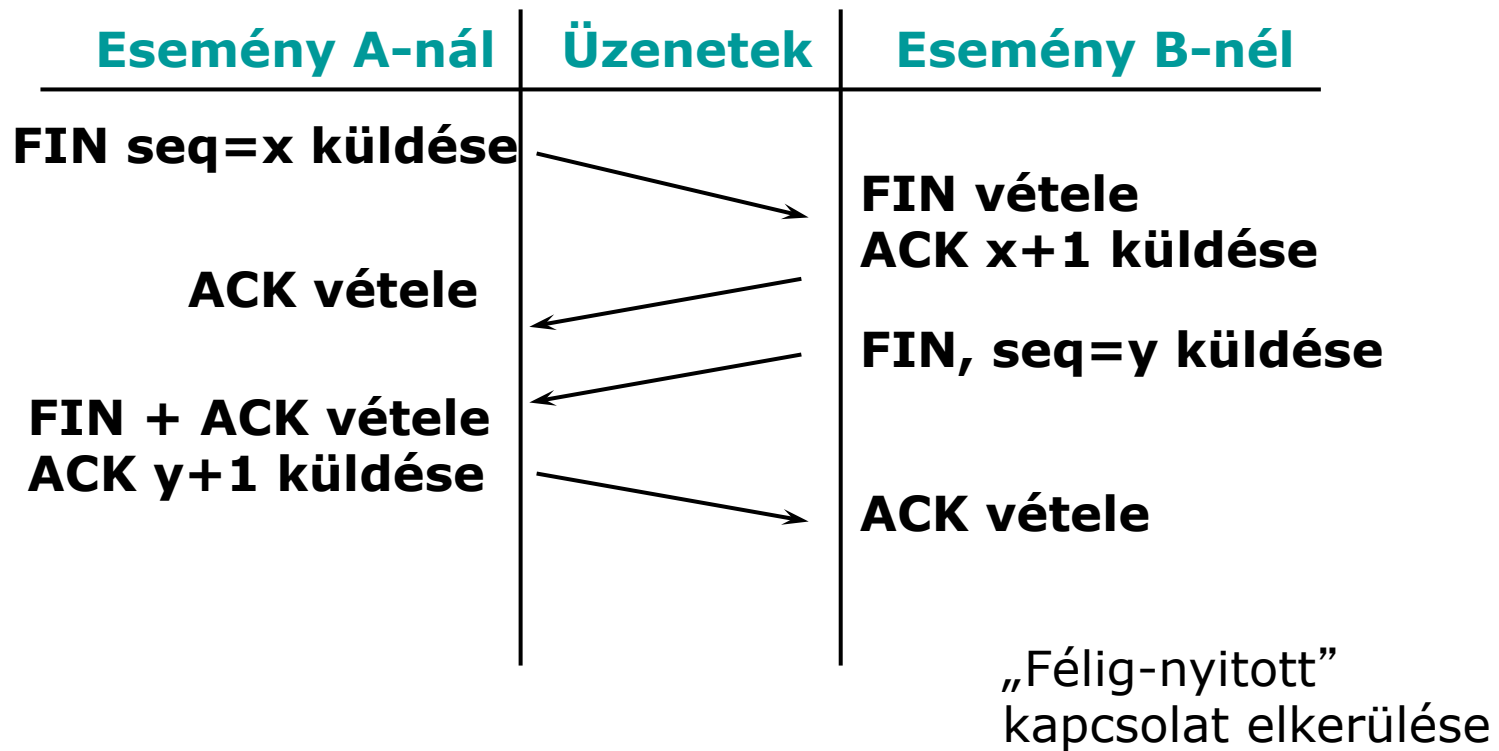 Esemény A-nál Üzenetek Esemény B-nél
FIN seq=x küldése
FIN vétele
ACK x+1 küldése
ACK vétele
FIN, seq=y küldése
FIN + ACK vétele
ACK y+1 küldése
ACK vétele
„Félig-nyitott”
kapcsolat elkerülése